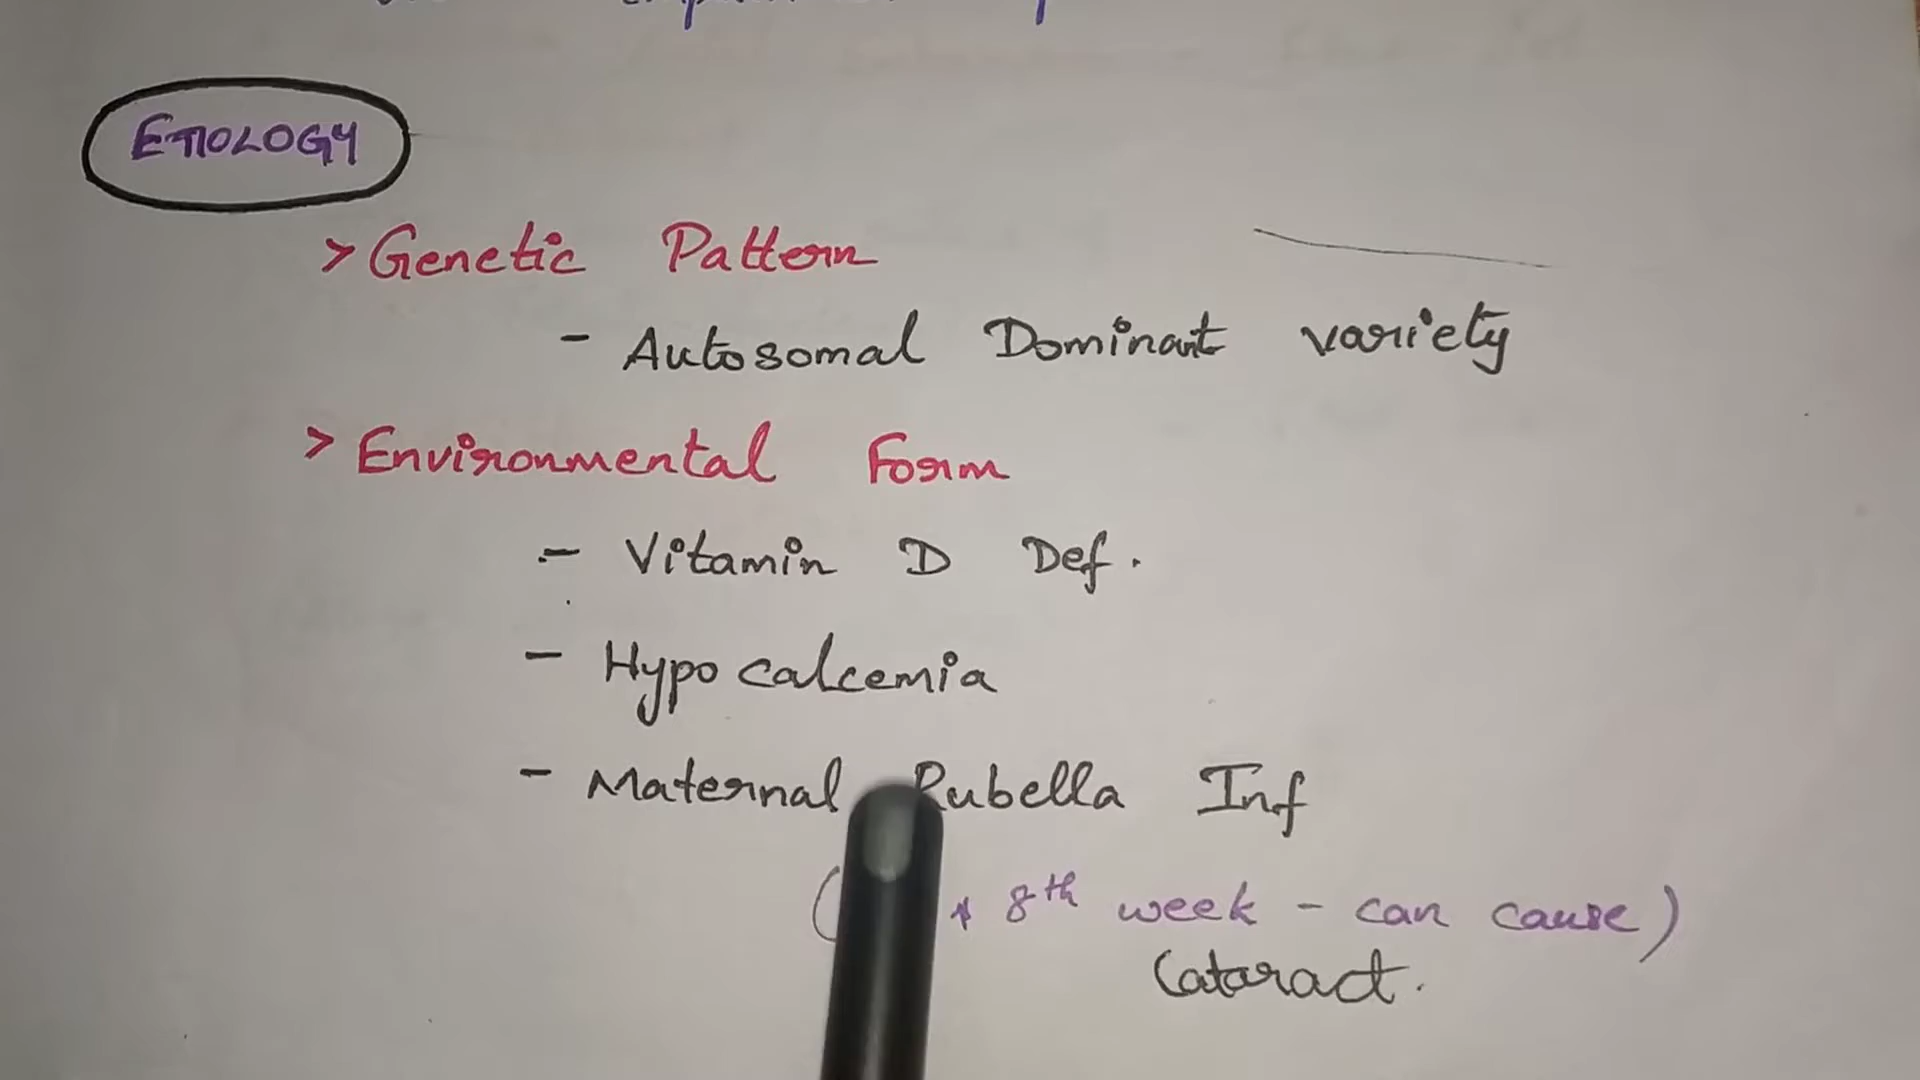 ETIOLOGY
> Genetic Pattern
- Autosomal Dominant variety
> Environmental Form
- Vitamin D Def.
- Hypocalcemia
- Maternal Rubella Inf
( 8th week - can cause)
Cataract.